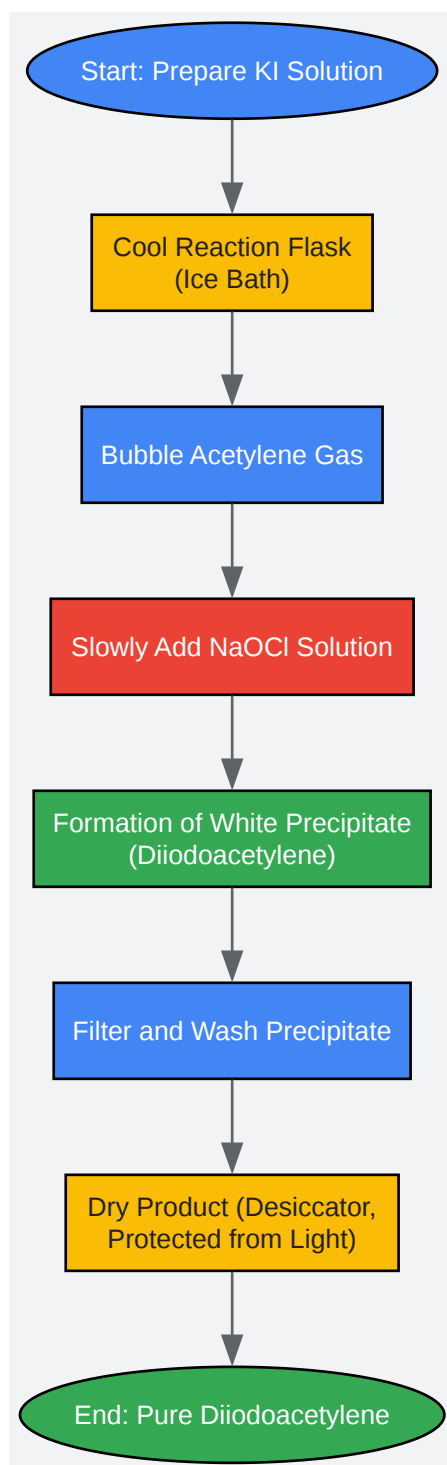 Start: Prepare KI Solution
Cool Reaction Flask
(Ice Bath)
Bubble Acetylene Gas
Slowly Add NaOCl Solution
Formation of White Precipitate
(Diiodoacetylene)
Filter and Wash Precipitate
Dry Product (Desiccator,
Protected from Light)
End: Pure Diiodoacetylene